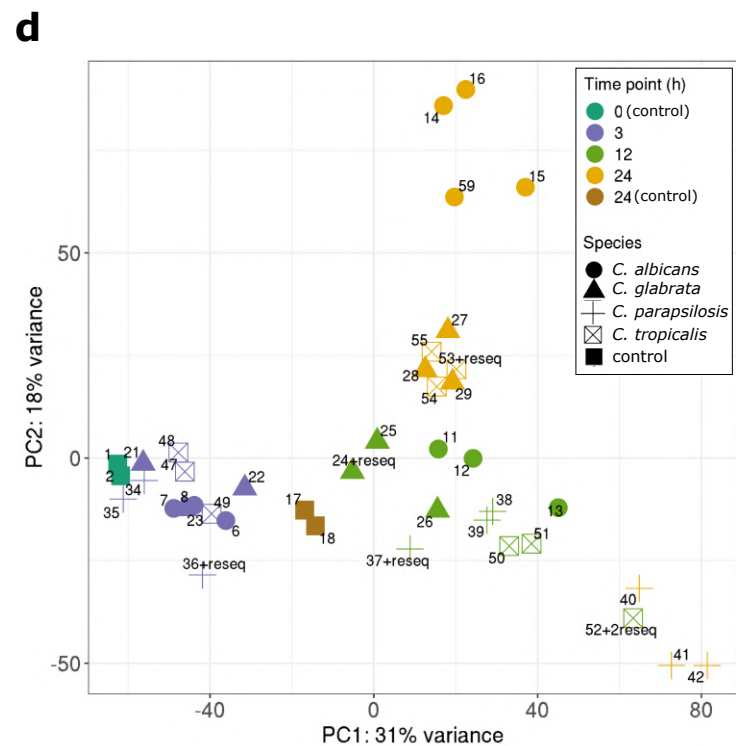 d
16
14
15
59
Time point (h)
0 (control)
3
12
24
24 (control)
Species
C. albicans
C. glabrata
C. parapsilosis
C. tropicalis
control
50
0
-50
PC2: 18% variance
27
55
53+reseq
28
54
29
25
24+reseq
11
12
1
21
48
2
47
22
34
35
7
8
49
23
6
17
18
26
38
39
13
36+reseq
37+reseq
50
51
40
52+2reseq
41
42
-40
0
40
80
PC1: 31% variance